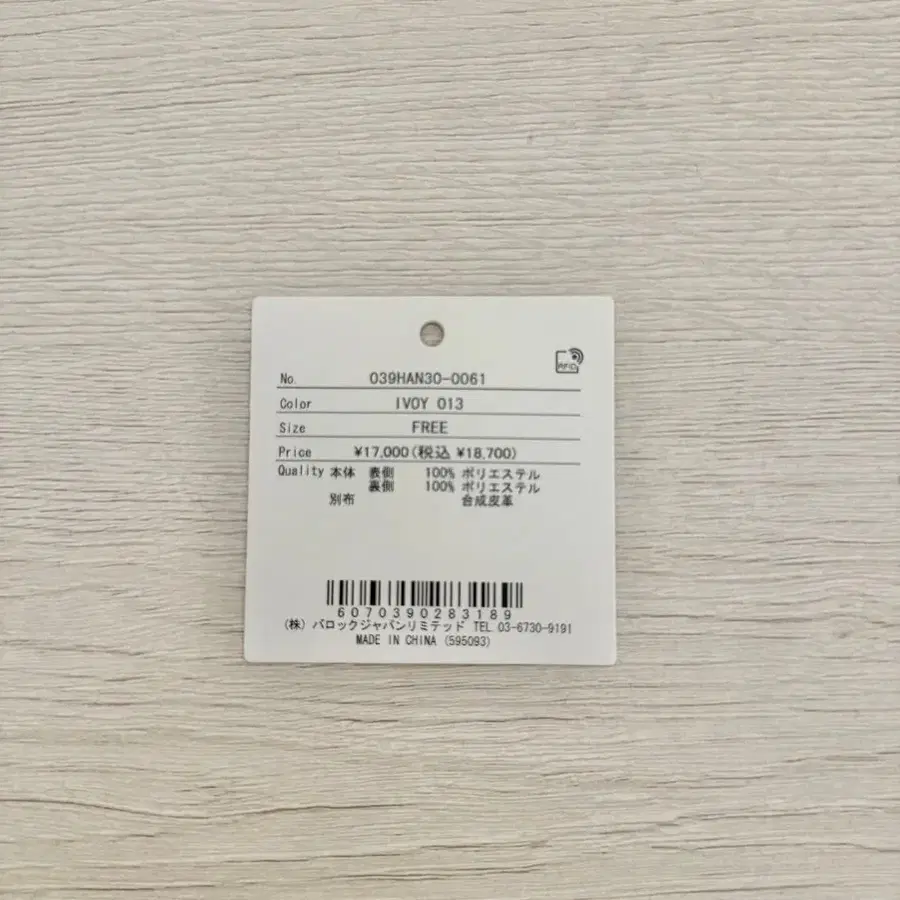 RFID
No. 039HAN30-0061
Color IVOY 013
Size FREE
Price ¥17,000(税込 ¥18,700)
Quality 本体 表側 100% ポリエステル
裏側 100% ポリエステル
別布 合成皮革
6070390283189
(株) バロックジャパンリミテッド TEL 03-6730-9191
MADE IN CHINA (595093)